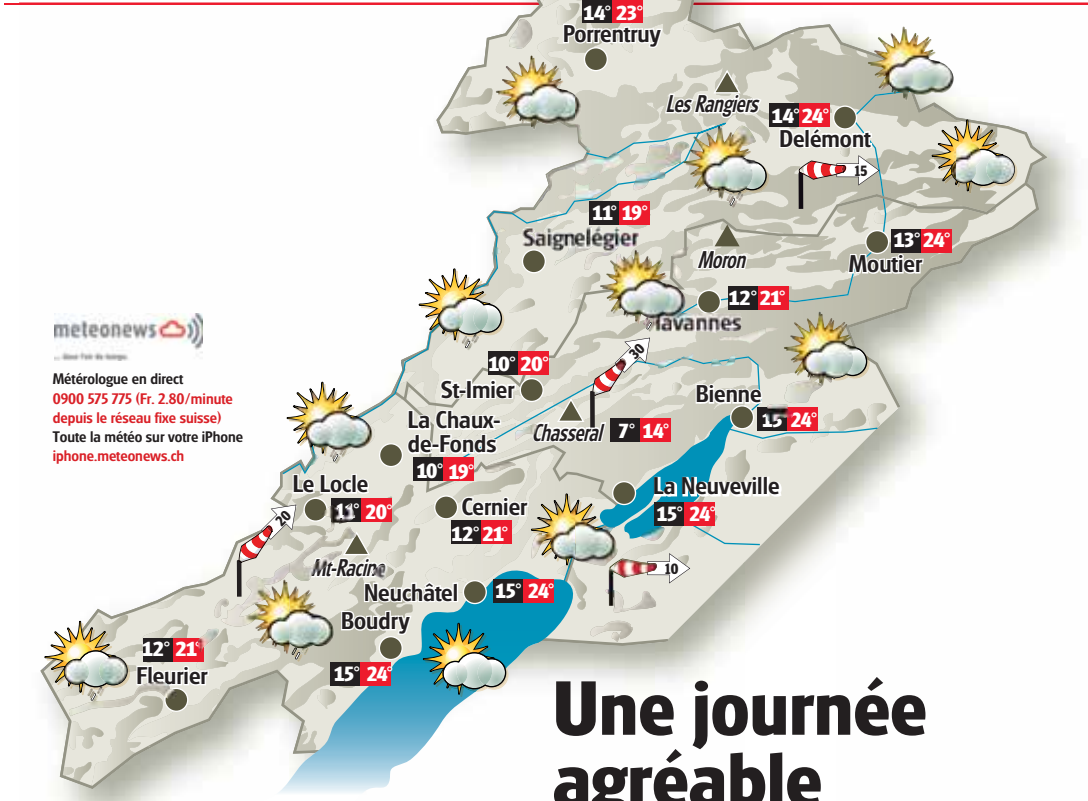 14° 23°
Porrentruy
Les Rangiers
14° 24°
Delémont
15
11° 19°
Saignelégier
Moron
13° 24°
Moutier
12° 21°
Tavannes
meteonews
Météorologue en direct
0900 575 775 (Fr. 2.80/minute
depuis le réseau fixe suisse)
Toute la météo sur votre iPhone
iphone.meteonews.ch
10° 20°
St-Imier
30
Chasseral 7° 14°
Bienne
15° 24°
La Chaux-
de-Fonds
10° 19°
Le Locle
11° 20°
Cernier
12° 21°
La Neuveville
15° 24°
20
Mt-Racine
10
Neuchâtel 15° 24°
Boudry
15° 24°
12° 21°
Fleurier
Une journée
agréable